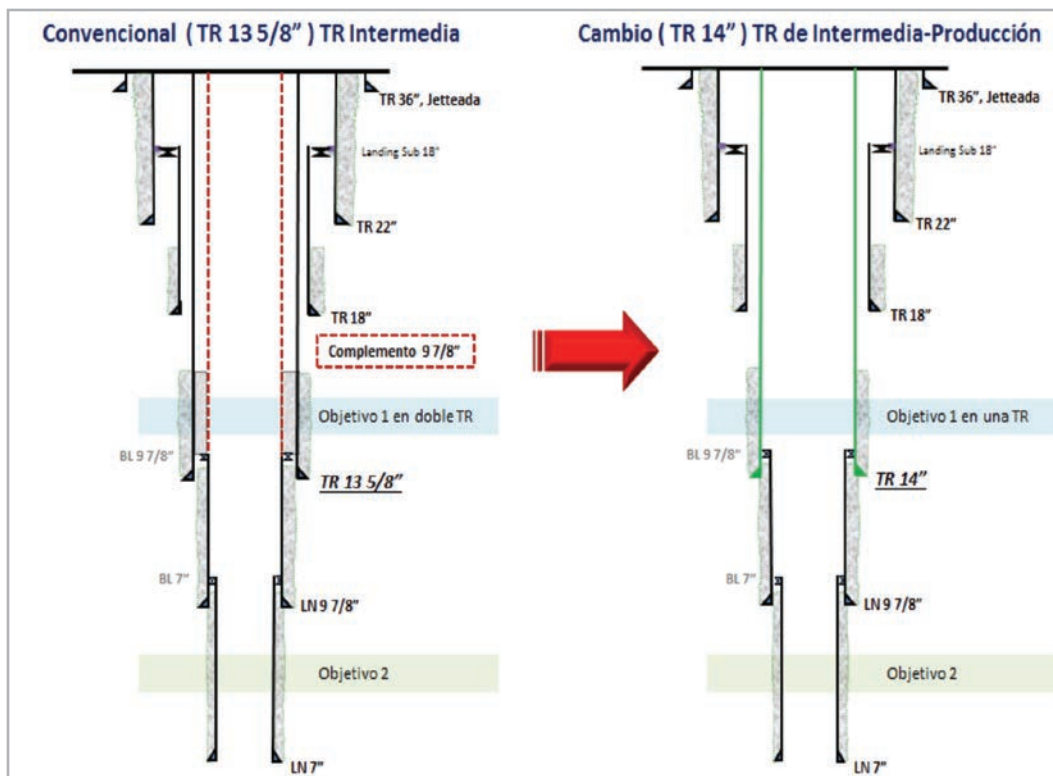 Convencional ( TR 13 5/8” ) TR Intermedia
TR 36”, Jetteada
Landing Sub 18”
TR 22”
TR 18”
Complemento 9 7/8”
Objetivo 1 en doble TR
BL 9 7/8”
TR 13 5/8”
BL 7”
LN 9 7/8”
Objetivo 2
LN 7”
Cambio ( TR 14” ) TR de Intermedia-Producción
TR 36”, Jetteada
Landing Sub 18”
TR 22”
TR 18”
Objetivo 1 en una TR
BL 9 7/8”
TR 14”
BL 7”
LN 9 7/8”
Objetivo 2
LN 7”